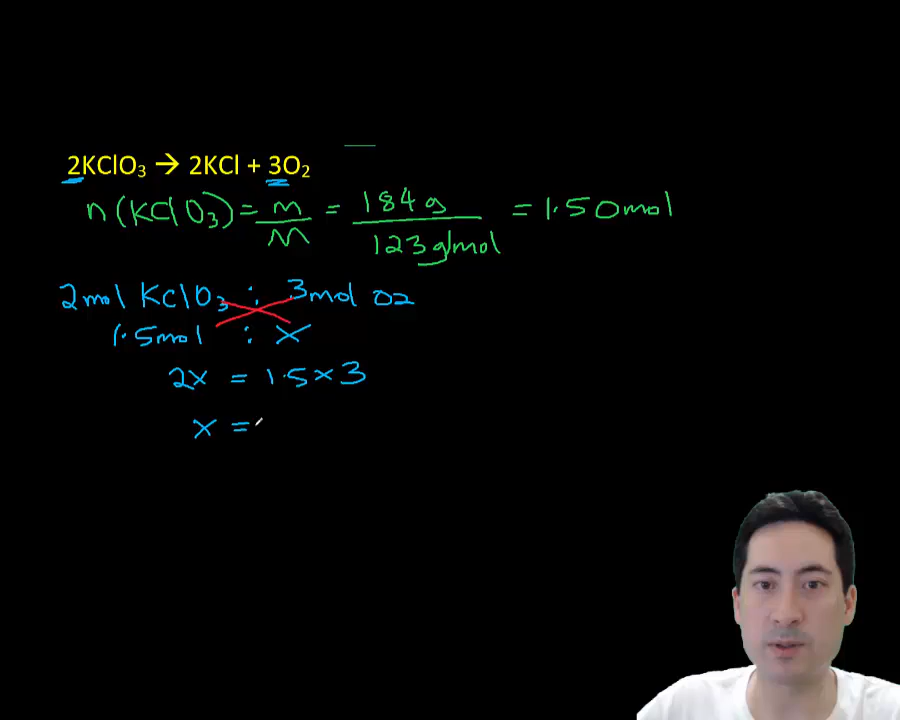 2KClO₃ → 2KCl + 3O₂
n(KClO₃) = m/M = 184g/123g/mol = 1.50mol
2mol KClO₃ : 3mol O2
1.5mol : x
2x = 1.5×3
x =